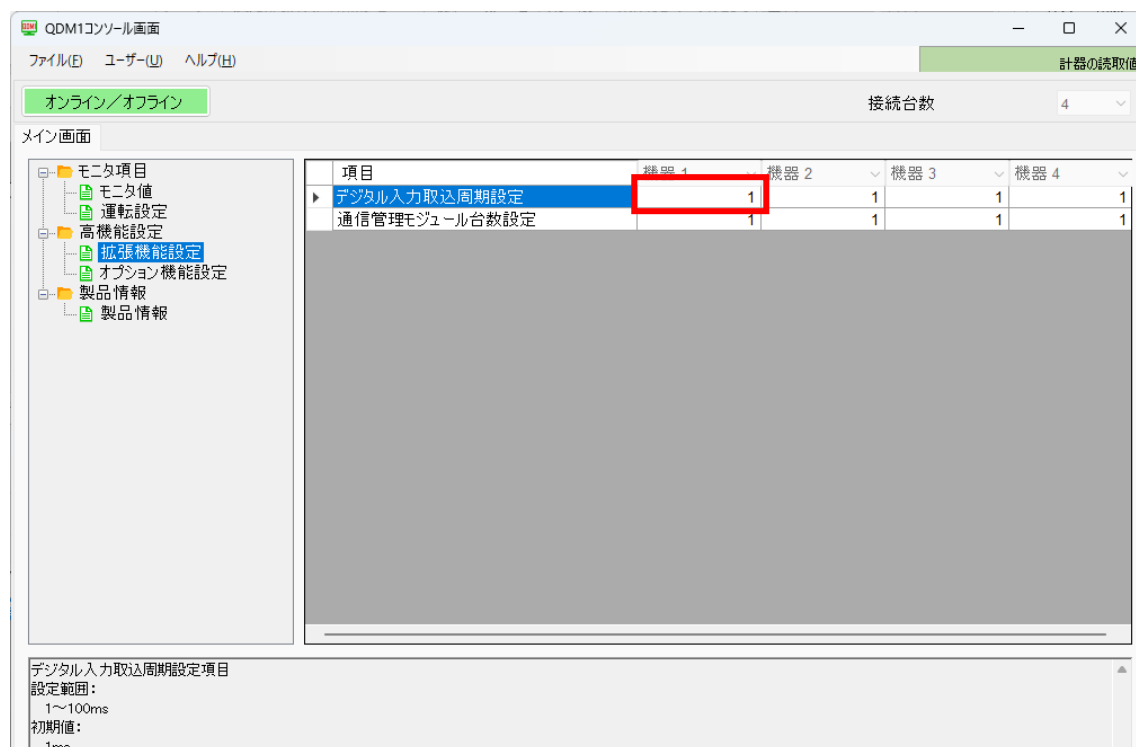 QDM1コンソール画面
ファイル(F) ユーザー(U) ヘルプ(H)
計器の読取値
オンライン／オフライン
接続台数 4
メイン画面
モニタ項目
モニタ値
運転設定
高機能設定
拡張機能設定
オプション機能設定
製品情報
製品情報
項目 機器 1 機器 2 機器 3 機器 4
デジタル入力取込周期設定 1 1 1 1
通信管理モジュール台数設定 1 1 1 1
デジタル入力取込周期設定項目
設定範囲：
1～100ms
初期値：
1ms